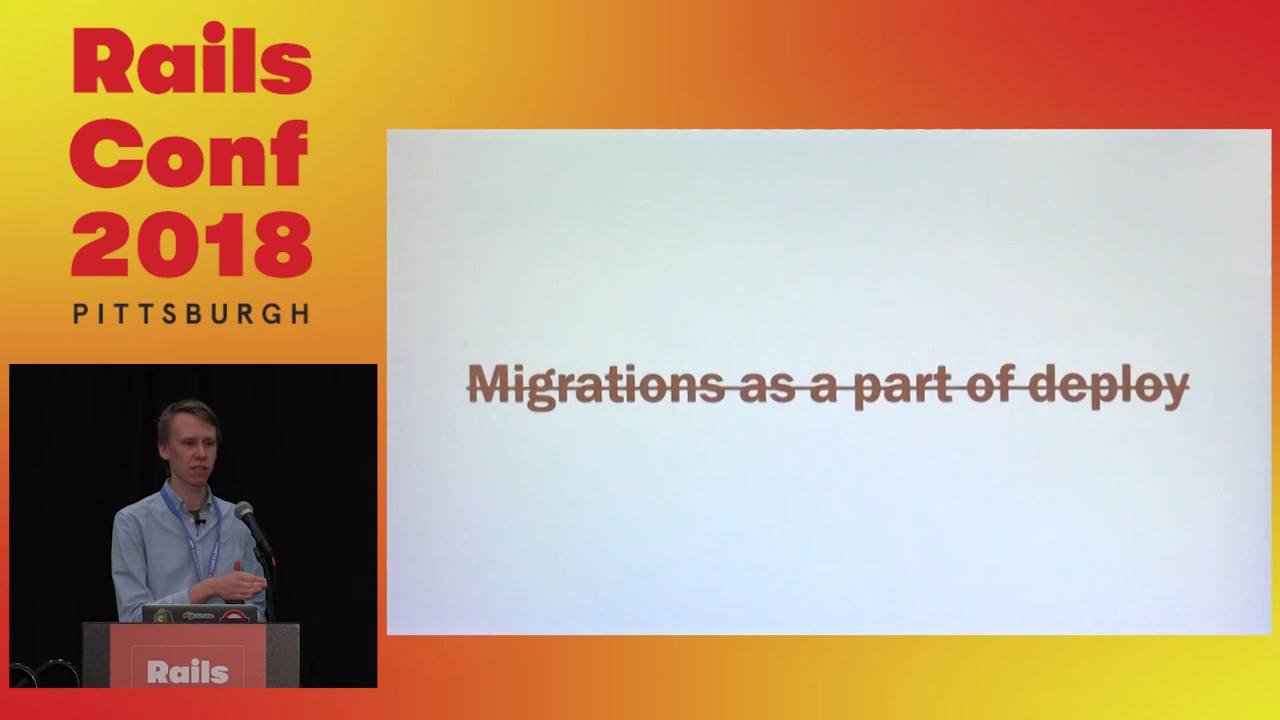 Rails
Conf
2018
PITTSBURGH
Migrations as a part of deploy
Rails